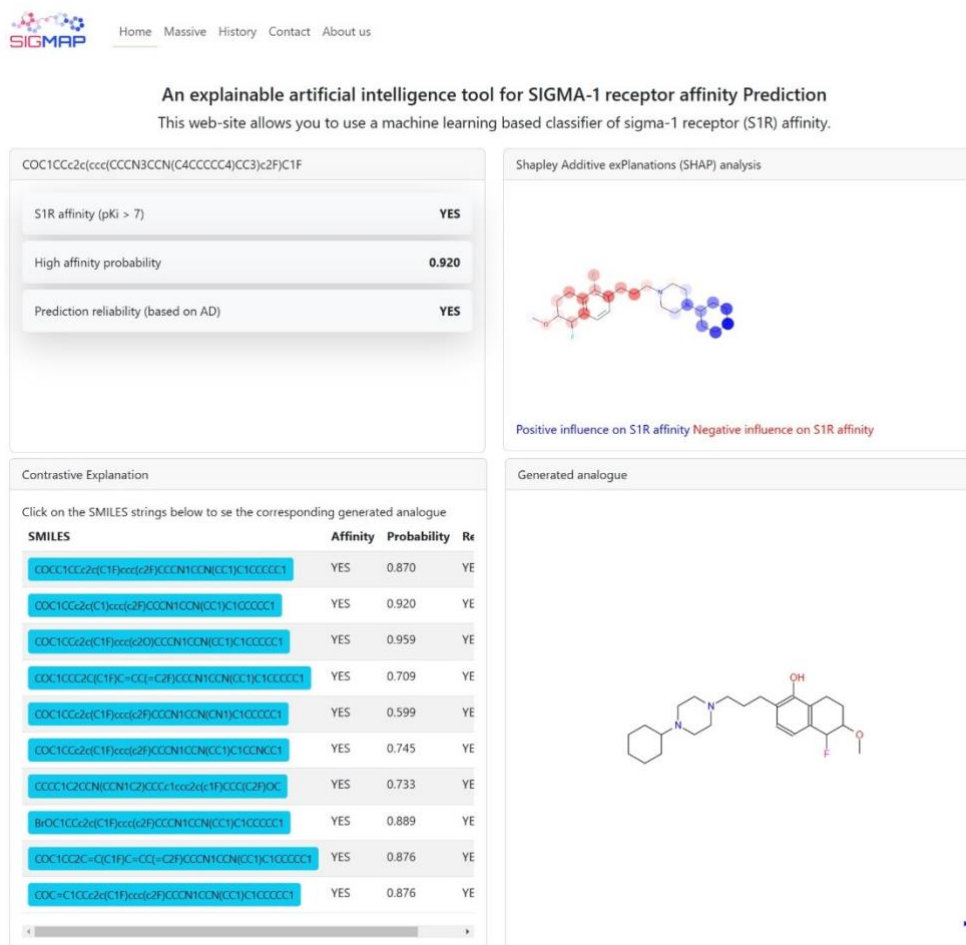 SIGMAP
Home Massive History Contact About us
An explainable artificial intelligence tool for SIGMA-1 receptor affinity Prediction
This web-site allows you to use a machine learning based classifier of sigma-1 receptor (S1R) affinity.
COC1CCc2c(ccc(CCCN3CCN(C4CCCCC4)CC3)c2F)C1F
S1R affinity (pKi > 7) YES
High affinity probability 0.920
Prediction reliability (based on AD) YES
Shapley Additive exPlanations (SHAP) analysis
Positive influence on S1R affinity Negative influence on S1R affinity
Contrastive Explanation
Click on the SMILES strings below to se the corresponding generated analogue
SMILES Affinity Probability Re
COCC1CCc2c(C1F)ccc(c2F)CCCN1CCN(CC1)C1CCCCC1 YES 0.870 YE
COC1CCc2c(C1)ccc(c2F)CCCN1CCN(CC1)C1CCCCC1 YES 0.920 YE
COC1CCc2c(C1F)ccc(c2O)CCCN1CCN(CC1)C1CCCCC1 YES 0.959 YE
COC1CCC2C(C1F)C=CC(=C2F)CCCN1CCN(CC1)C1CCCCC1 YES 0.709 YE
COC1CCc2c(C1F)ccc(c2F)CCCN1CCN(CN1)C1CCCCC1 YES 0.599 YE
COC1CCc2c(C1F)ccc(c2F)CCCN1CCN(CC1)C1CCNCC1 YES 0.745 YE
CCCC1C2CCN(CCN1C2)CCCc1ccc2c(c1F)CCC(C2F)OC YES 0.733 YE
BrOC1CCc2c(C1F)ccc(c2F)CCCN1CCN(CC1)C1CCCCC1 YES 0.889 YE
COC1CC2C=C(C1F)C=CC(=C2F)CCCN1CCN(CC1)C1CCCCC1 YES 0.876 YE
COC=C1CCc2c(C1F)ccc(c2F)CCCN1CCN(CC1)C1CCCCC1 YES 0.876 YE
Generated analogue
OH
N
N
O
F